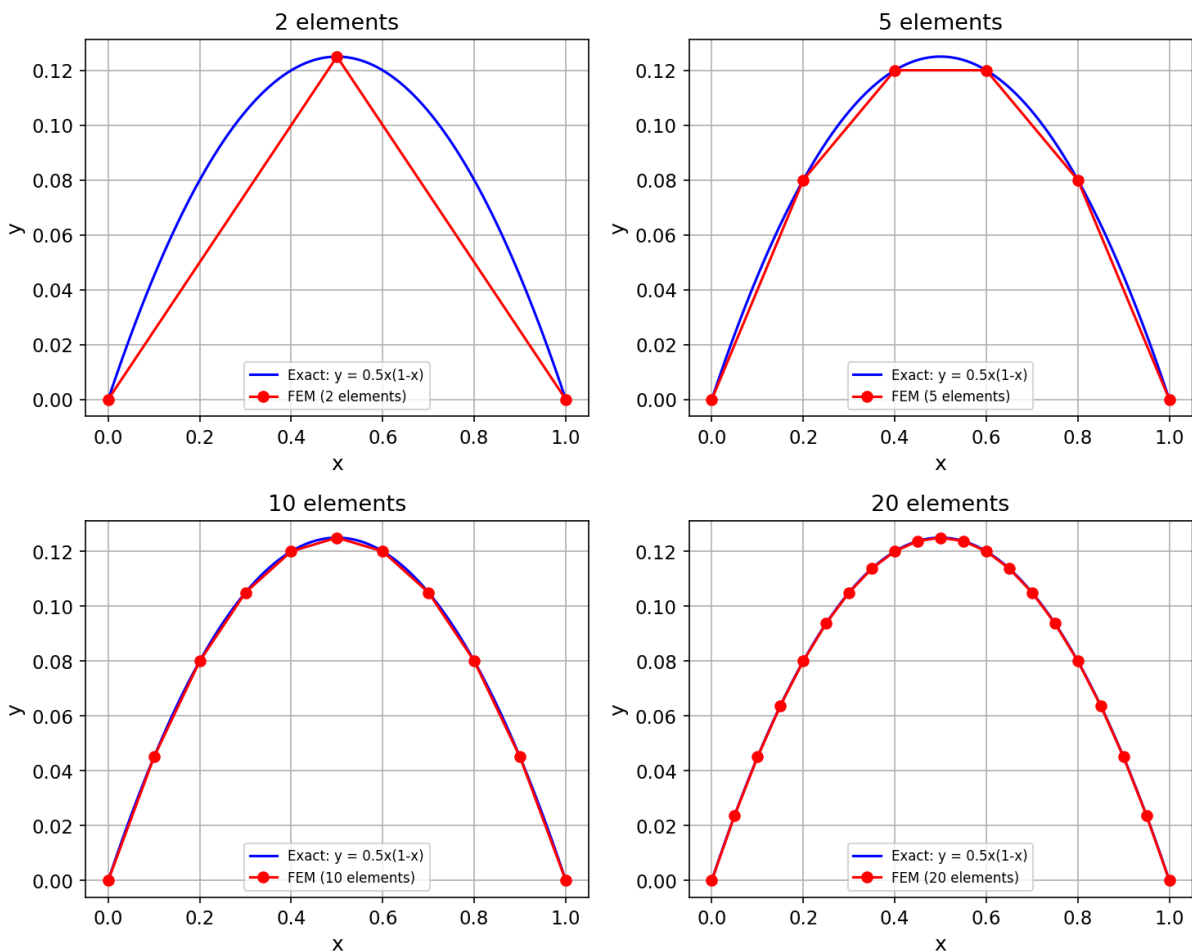 2 elements
0.12
0.10
0.08
0.06
0.04
0.02
0.00
y
Exact: y = 0.5x(1-x)
FEM (2 elements)
0.0 0.2 0.4 0.6 0.8 1.0
x
5 elements
0.12
0.10
0.08
0.06
0.04
0.02
0.00
y
Exact: y = 0.5x(1-x)
FEM (5 elements)
0.0 0.2 0.4 0.6 0.8 1.0
x
10 elements
0.12
0.10
0.08
0.06
0.04
0.02
0.00
y
Exact: y = 0.5x(1-x)
FEM (10 elements)
0.0 0.2 0.4 0.6 0.8 1.0
x
20 elements
0.12
0.10
0.08
0.06
0.04
0.02
0.00
y
Exact: y = 0.5x(1-x)
FEM (20 elements)
0.0 0.2 0.4 0.6 0.8 1.0
x